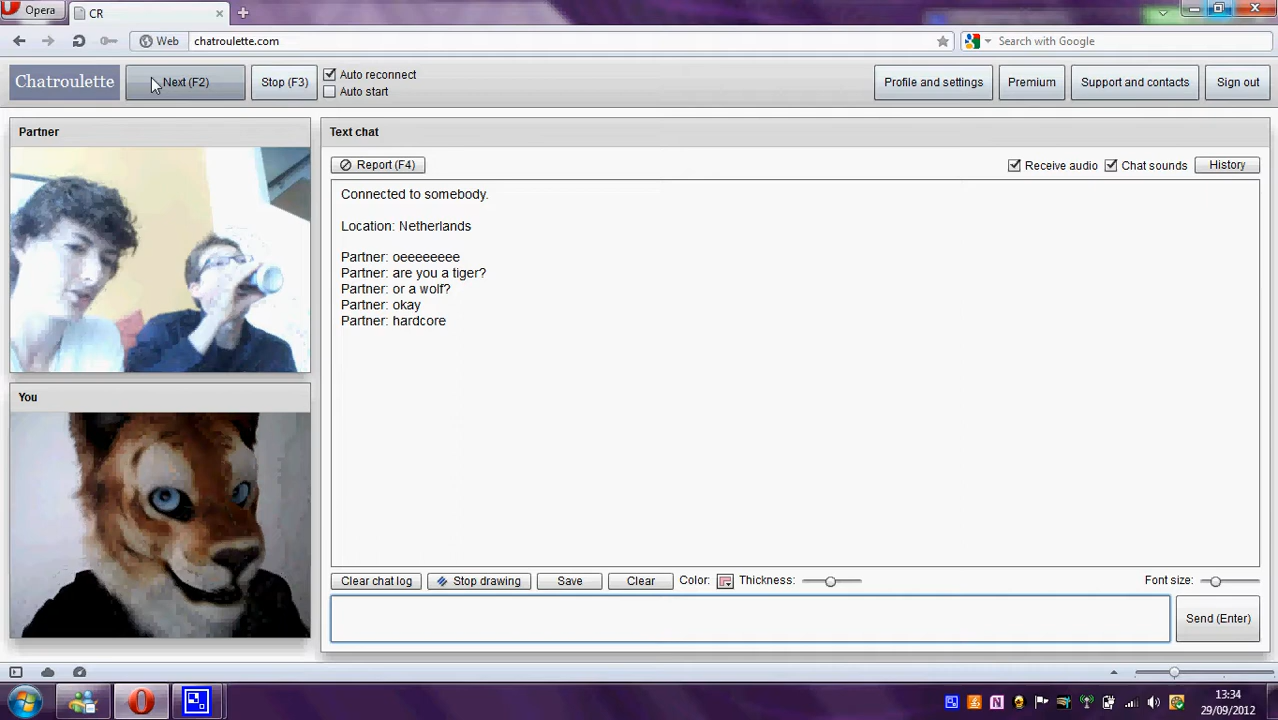 Opera
CR
Web
chatroulette.com
Search with Google
Chatroulette
Next (F2)
Stop (F3)
Auto reconnect
Auto start
Profile and settings
Premium
Support and contacts
Sign out
Partner
Text chat
Report (F4)
Receive audio
Chat sounds
History
Connected to somebody.
Location: Netherlands
Partner: oeeeeeeee
Partner: are you a tiger?
Partner: or a wolf?
Partner: okay
Partner: hardcore
You
Clear chat log
Stop drawing
Save
Clear
Color:
Thickness:
Font size:
Send (Enter)
13:34
29/09/2012